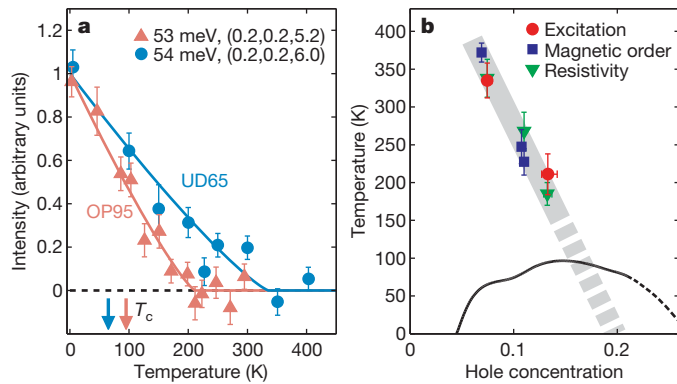 a
53 meV, (0.2,0.2,5.2)
54 meV, (0.2,0.2,6.0)
UD65
OP95
Tc
Intensity (arbitrary units)
1.2
1
0.8
0.6
0.4
0.2
0
0 100 200 300 400
Temperature (K)
b
Excitation
Magnetic order
Resistivity
Temperature (K)
400
350
300
250
200
150
100
50
0
0 0.1 0.2
Hole concentration